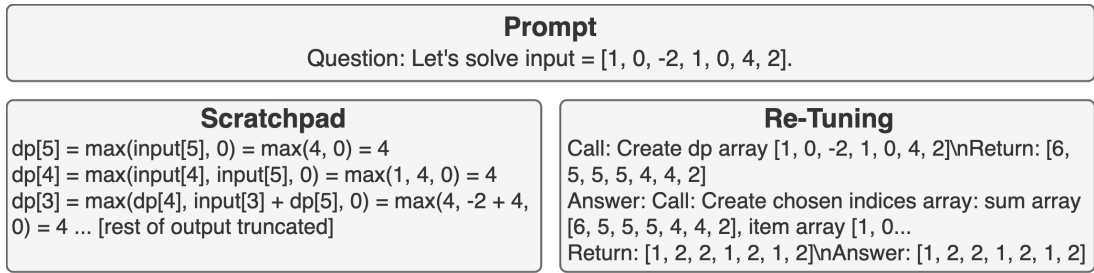 Prompt
Question: Let's solve input = [1, 0, -2, 1, 0, 4, 2].
Scratchpad
dp[5] = max(input[5], 0) = max(4, 0) = 4
dp[4] = max(input[4], input[5], 0) = max(1, 4, 0) = 4
dp[3] = max(dp[4], input[3] + dp[5], 0) = max(4, -2 + 4,
0) = 4 ... [rest of output truncated]
Re-Tuning
Call: Create dp array [1, 0, -2, 1, 0, 4, 2]\nReturn: [6,
5, 5, 5, 4, 4, 2]
Answer: Call: Create chosen indices array: sum array
[6, 5, 5, 5, 4, 4, 2], item array [1, 0...
Return: [1, 2, 2, 1, 2, 1, 2]\nAnswer: [1, 2, 2, 1, 2, 1, 2]